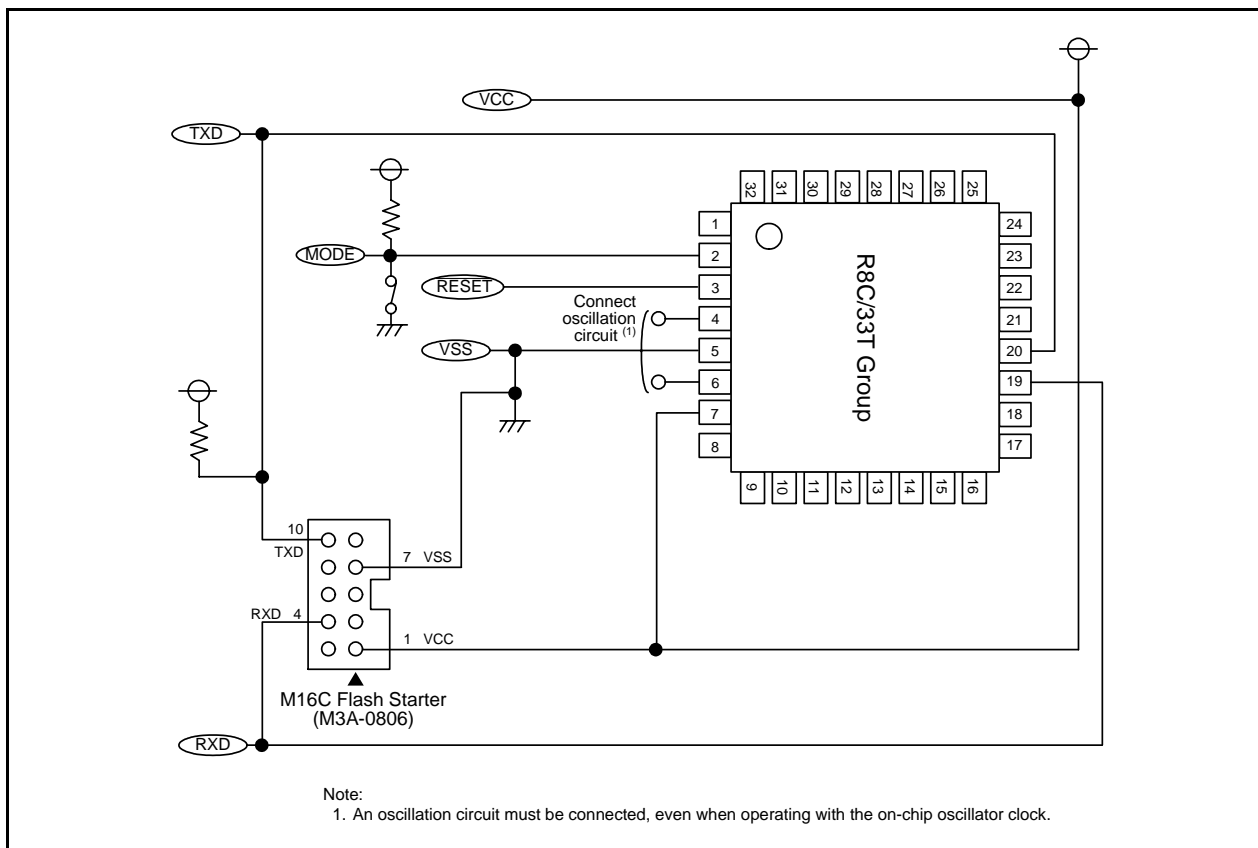 VCC
TXD
MODE
RESET
Connect
oscillation
circuit (1)
VSS
32 31 30 29 28 27 26 25
1
2
3
4
5
6
7
8
24
23
22
21
20
19
18
17
9 10 11 12 13 14 15 16
R8C/33T Group
10
TXD
7 VSS
RXD 4
1 VCC
M16C Flash Starter
(M3A-0806)
RXD
Note:
1. An oscillation circuit must be connected, even when operating with the on-chip oscillator clock.